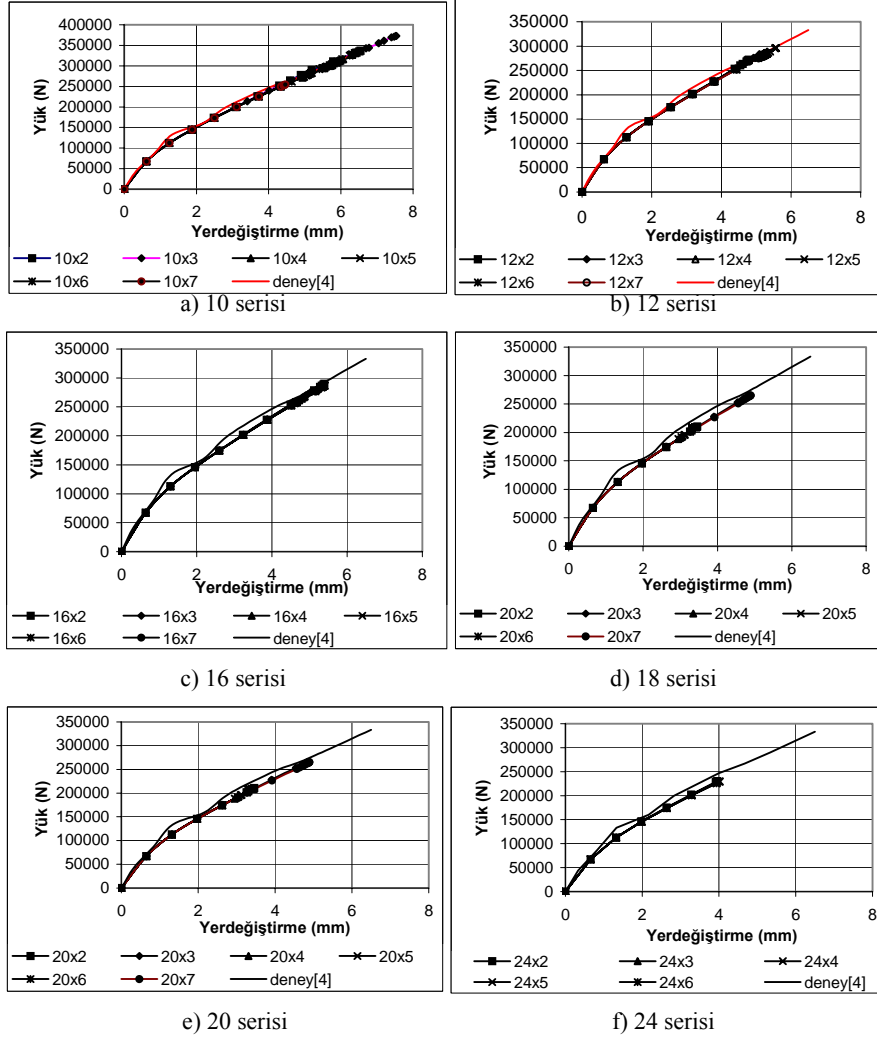 400000
350000
300000
250000
200000
150000
100000
50000
0
Yük (N)
0 2 4 6 8
Yerdeğiştirme (mm)
10x2 10x3 10x4 10x5
10x6 10x7 deney[4]
a) 10 serisi
350000
300000
250000
200000
150000
100000
50000
0
Yük (N)
0 2 4 6 8
Yerdeğiştirme (mm)
12x2 12x3 12x4 12x5
12x6 12x7 deney[4]
b) 12 serisi
350000
300000
250000
200000
150000
100000
50000
0
Yük (N)
0 2 4 6 8
Yerdeğiştirme (mm)
16x2 16x3 16x4 16x5
16x6 16x7 deney[4]
c) 16 serisi
350000
300000
250000
200000
150000
100000
50000
0
Yük (N)
0 2 4 6 8
Yerdeğiştirme (mm)
20x2 20x3 20x4 20x5
20x6 20x7 deney[4]
d) 18 serisi
350000
300000
250000
200000
150000
100000
50000
0
Yük (N)
0 2 4 6 8
Yerdeğiştirme (mm)
20x2 20x3 20x4 20x5
20x6 20x7 deney[4]
e) 20 serisi
350000
300000
250000
200000
150000
100000
50000
0
Yük (N)
0 2 4 6 8
Yerdeğiştirme (mm)
24x2 24x3 24x4
24x5 24x6 deney[4]
f) 24 serisi